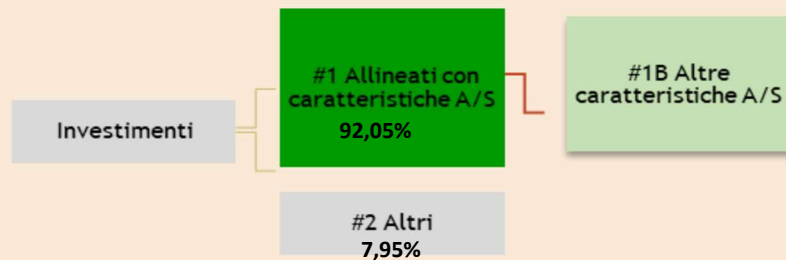 Investimenti
#1 Allineati con
caratteristiche A/S
92,05%
#1B Altre
caratteristiche A/S
#2 Altri
7,95%